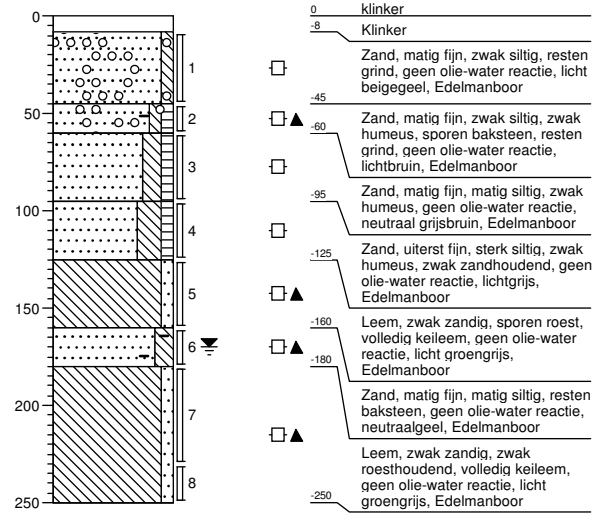 0
50
100
150
200
250
1
2
3
4
5
6
7
8
0 klinker
-8 Klinker
Zand, matig fijn, zwak siltig, resten
grind, geen olie-water reactie, licht
beigegeel, Edelmanboor
-45
Zand, matig fijn, zwak siltig, zwak
humeus, sporen baksteen, resten
grind, geen olie-water reactie,
lichtbruin, Edelmanboor
-60
Zand, matig fijn, matig siltig, zwak
humeus, geen olie-water reactie,
neutraal grijsbruin, Edelmanboor
-95
Zand, uiterst fijn, sterk siltig, zwak
humeus, zwak zandhoudend, geen
olie-water reactie, lichtgrijs,
Edelmanboor
-125
Leem, zwak zandig, sporen roest,
volledig keileem, geen olie-water
reactie, licht groengrijs,
Edelmanboor
-160
Zand, matig fijn, matig siltig, resten
baksteen, geen olie-water reactie,
neutraalgeel, Edelmanboor
-180
Leem, zwak zandig, zwak
roesthoudend, volledig keileem,
geen olie-water reactie, licht
groengrijs, Edelmanboor
-250